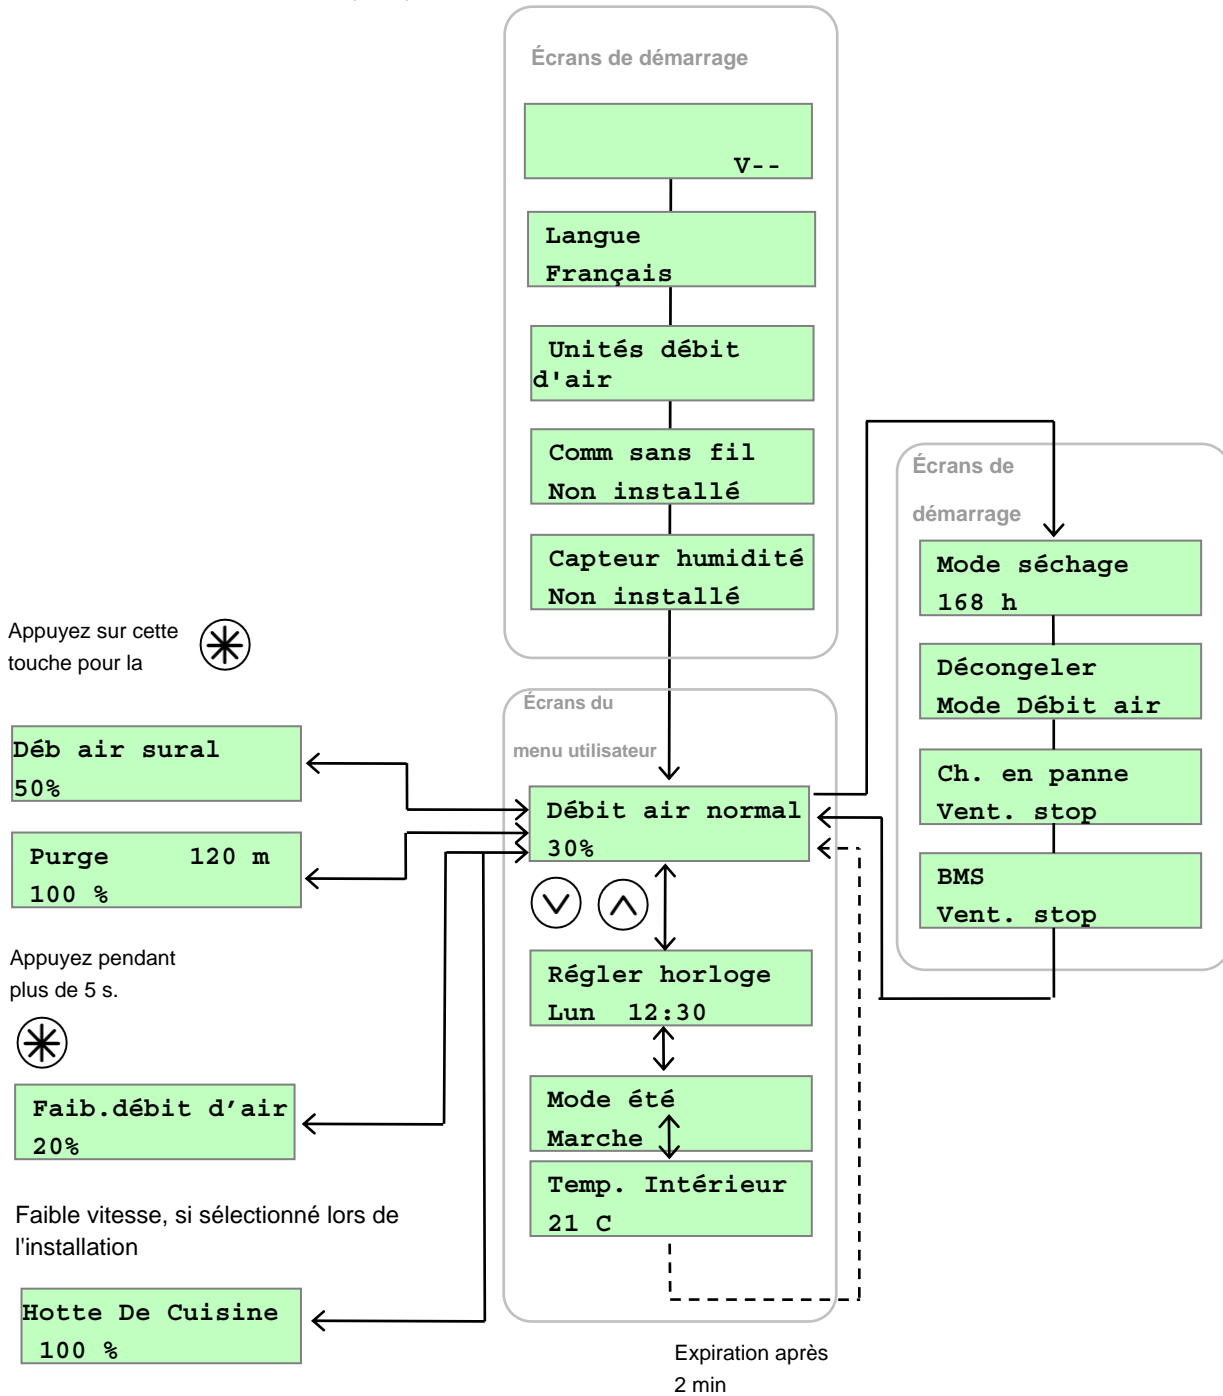 Écrans de démarrage
V--
Langue
Français
Unités débit
d'air
Comm sans fil
Non installé
Capteur humidité
Non installé
Écrans de
démarrage
Mode séchage
168 h
Décongeler
Mode Débit air
Ch. en panne
Vent. stop
BMS
Vent. stop
Appuyez sur cette
touche pour la
Déb air sural
50%
Purge 120 m
100 %
Appuyez pendant
plus de 5 s.
Faib.débit d’air
20%
Faible vitesse, si sélectionné lors de
l'installation
Hotte De Cuisine
100 %
Écrans du
menu utilisateur
Débit air normal
30%
Régler horloge
Lun 12:30
Mode été
Marche
Temp. Intérieur
21 C
Expiration après
2 min